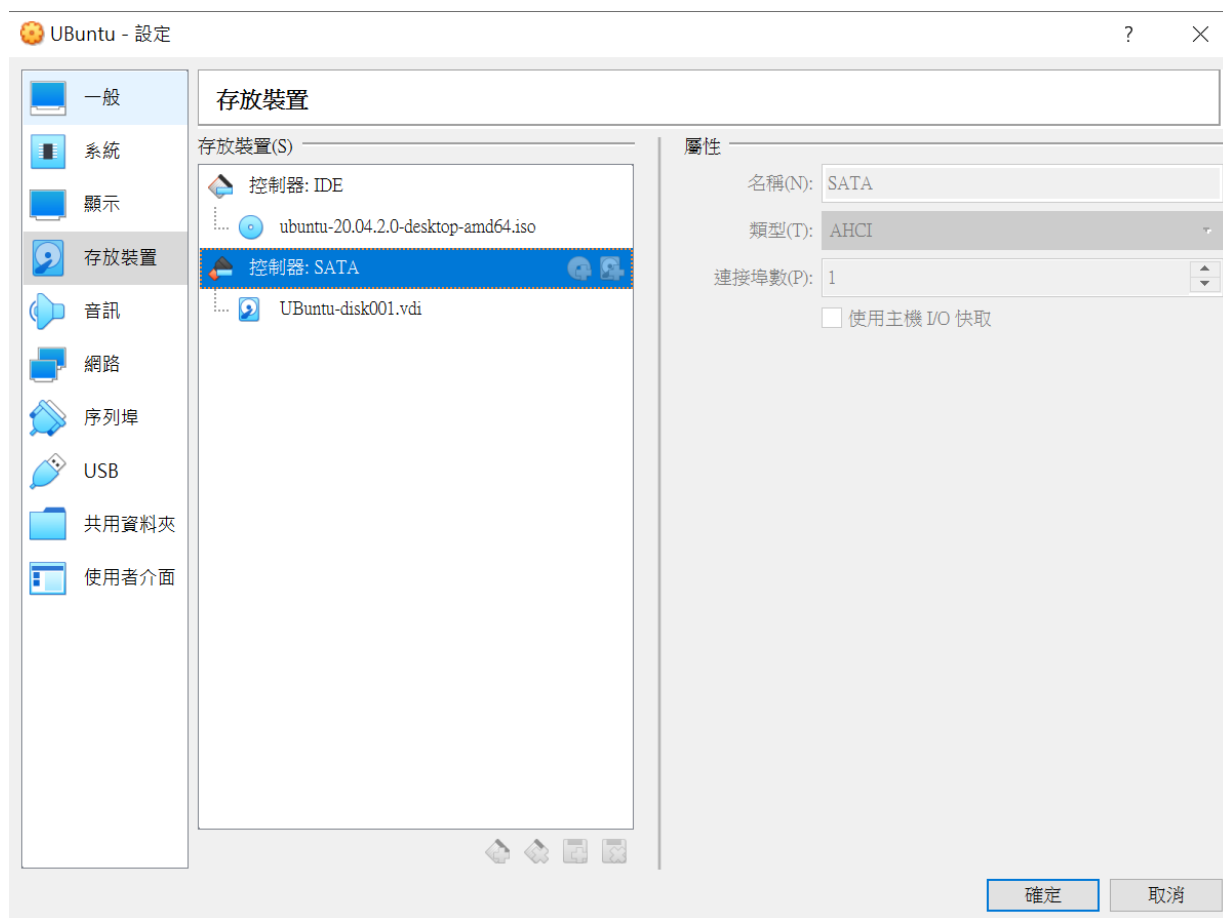 UBuntu - 設定
?
一般
系統
顯示
存放裝置
音訊
網路
序列埠
USB
共用資料夾
使用者介面
存放裝置
存放裝置(S)
控制器: IDE
ubuntu-20.04.2.0-desktop-amd64.iso
控制器: SATA
UBuntu-disk001.vdi
屬性
名稱(N): SATA
類型(T): AHCI
連接埠數(P): 1
使用主機 I/O 快取
確定
取消